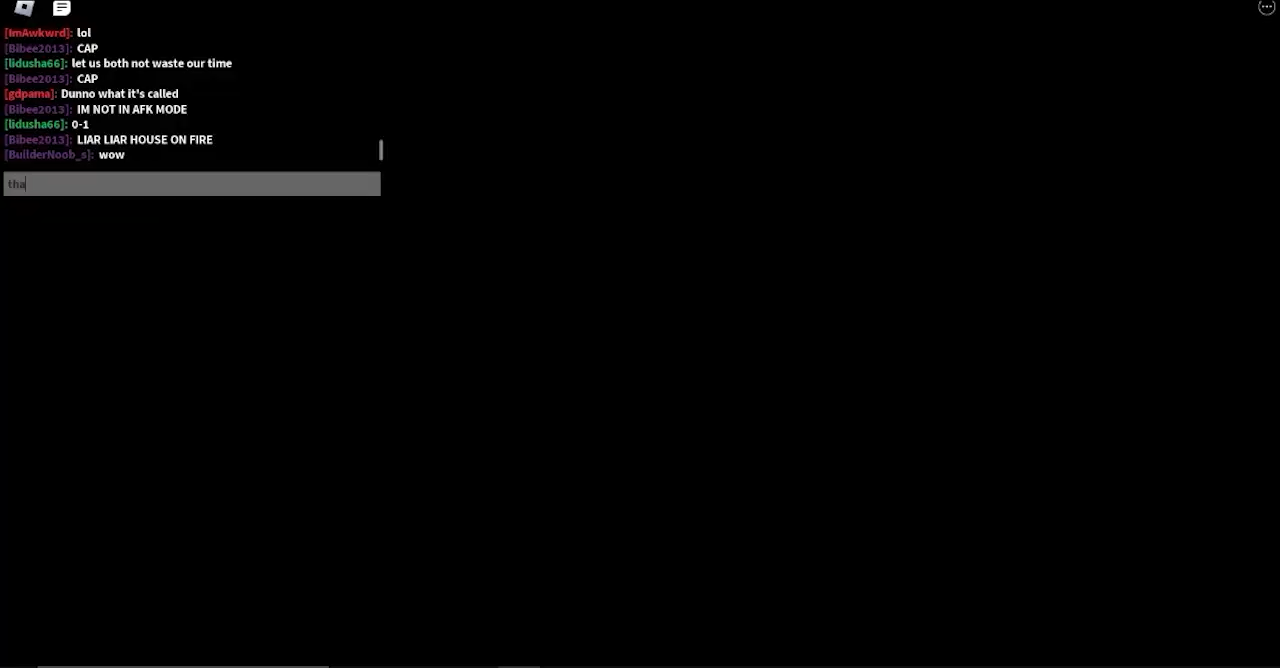 [ImAwkwrd]: lol
[Bibee2013]: CAP
[lidusha66]: let us both not waste our time
[Bibee2013]: CAP
[gdpama]: Dunno what it's called
[Bibee2013]: IM NOT IN AFK MODE
[lidusha66]: 0-1
[Bibee2013]: LIAR LIAR HOUSE ON FIRE
[BuilderNoob_s]: wow
tha